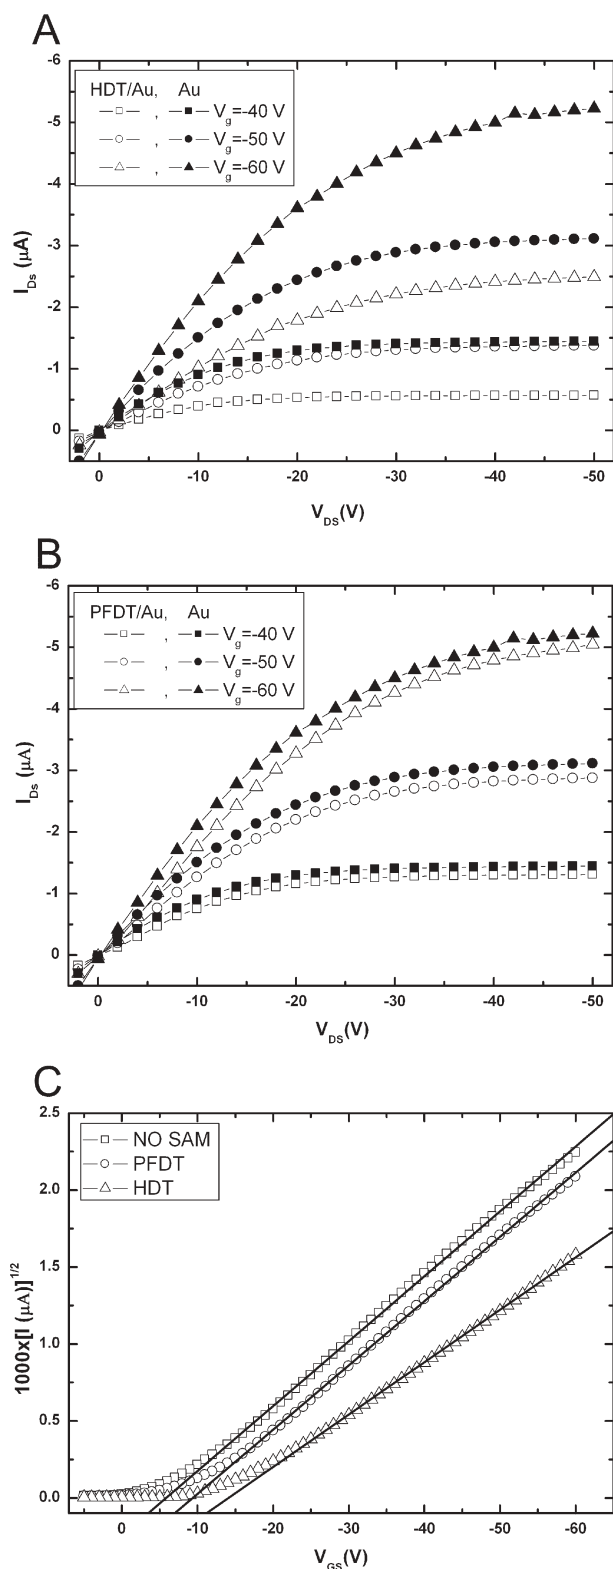 A
-6
-5
-4
-3
-2
-1
0
I_Ds (μA)
HDT/Au, Au
, V_g=-40 V
, V_g=-50 V
, V_g=-60 V
0 -10 -20 -30 -40 -50
V_DS(V)
B
-6
-5
-4
-3
-2
-1
0
I_Ds (μA)
PFDT/Au, Au
, V_g=-40 V
, V_g=-50 V
, V_g=-60 V
0 -10 -20 -30 -40 -50
V_DS(V)
C
2.5
2.0
1.5
1.0
0.5
0.0
1000x[I (μA)]^1/2
NO SAM
PFDT
HDT
0 -10 -20 -30 -40 -50 -60
V_GS(V)